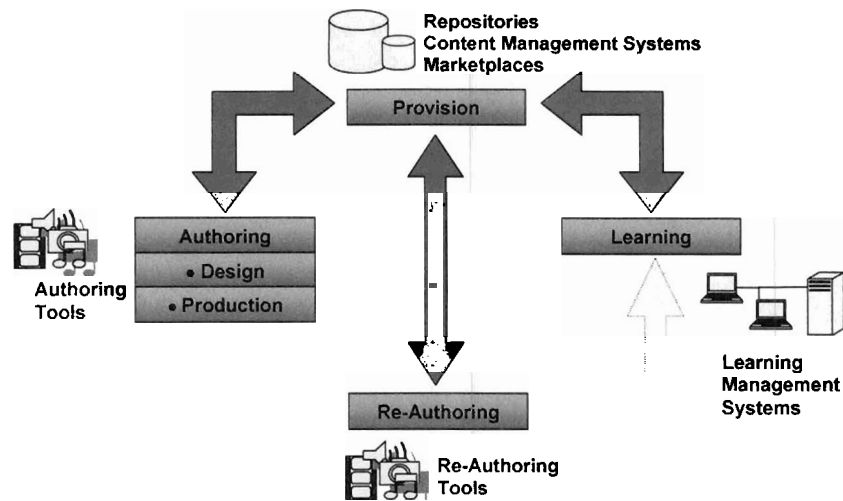 Repositories
Content Management Systems
Marketplaces
Provision
Authoring
• Design
• Production
Authoring
Tools
Learning
Learning
Management
Systems
Re-Authoring
Re-Authoring
Tools